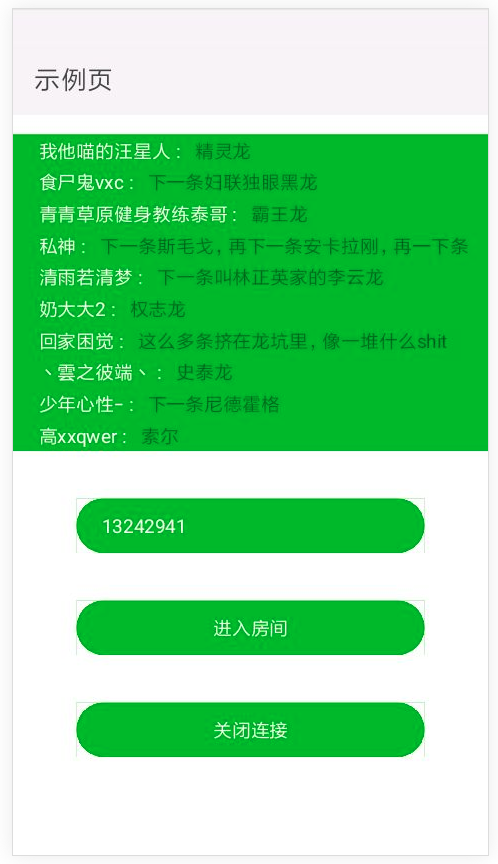 示例页
我他喵的汪星人： 精灵龙
食尸鬼vxc： 下一条妇联独眼黑龙
青青草原健身教练泰哥： 霸王龙
私神： 下一条斯毛戈，再下一条安卡拉刚，再一下条
清雨若清梦： 下一条叫林正英家的李云龙
奶大大2： 权志龙
回家困觉： 这么多条挤在龙坑里，像一堆什么shit
丶雲之彼端丶： 史泰龙
少年心性-： 下一条尼德霍格
高xxqwer： 索尔
13242941
进入房间
关闭连接